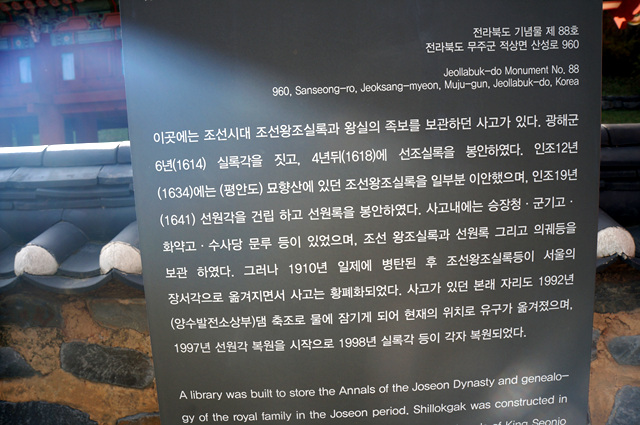 전라북도 기념물 제 88호
전라북도 무주군 적상면 산성로 960
Jeollabuk-do Monument No. 88
960, Sanseong-ro, Jeoksang-myeon, Muju-gun, Jeollabuk-do, Korea
이곳에는 조선시대 조선왕조실록과 왕실의 족보를 보관하던 사고가 있다. 광해군
6년(1614) 실록각을 짓고, 4년뒤(1618)에 선조실록을 봉안하였다. 인조12년
(1634)에는 (평안도) 묘향산에 있던 조선왕조실록을 일부분 이안했으며, 인조19년
(1641) 선원각을 건립 하고 선원록을 봉안하였다. 사고내에는 승장청 · 군기고 ·
화약고 · 수사당 문루 등이 있었으며, 조선 왕조실록과 선원록 그리고 의궤등을
보관 하였다. 그러나 1910년 일제에 병탄된 후 조선왕조실록등이 서울의
장서각으로 옮겨지면서 사고는 황폐화되었다. 사고가 있던 본래 자리도 1992년
(양수발전소상부)댐 축조로 물에 잠기게 되어 현재의 위치로 유구가 옮겨졌으며,
1997년 선원각 복원을 시작으로 1998년 실록각 등이 각자 복원되었다.
A library was built to store the Annals of the Joseon Dynasty and genealo-
gy of the royal family in the Joseon period. Shillokgak was constructed in
of King Seonjo